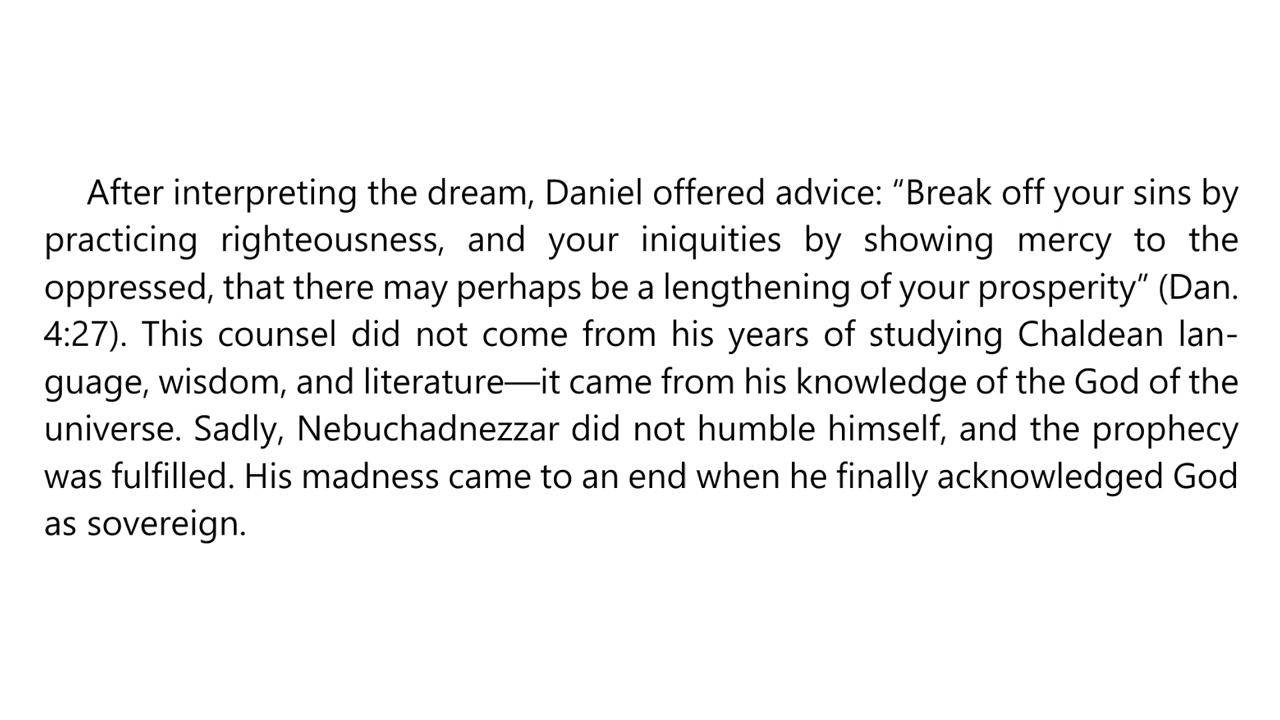 After interpreting the dream, Daniel offered advice: “Break off your sins by
practicing righteousness, and your iniquities by showing mercy to the
oppressed, that there may perhaps be a lengthening of your prosperity” (Dan.
4:27). This counsel did not come from his years of studying Chaldean lan-
guage, wisdom, and literature—it came from his knowledge of the God of the
universe. Sadly, Nebuchadnezzar did not humble himself, and the prophecy
was fulfilled. His madness came to an end when he finally acknowledged God
as sovereign.